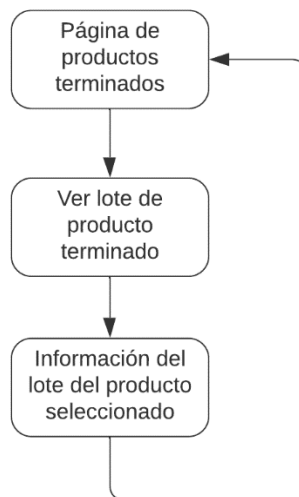 Página de
productos
terminados
Ver lote de
producto
terminado
Información del
lote del producto
seleccionado